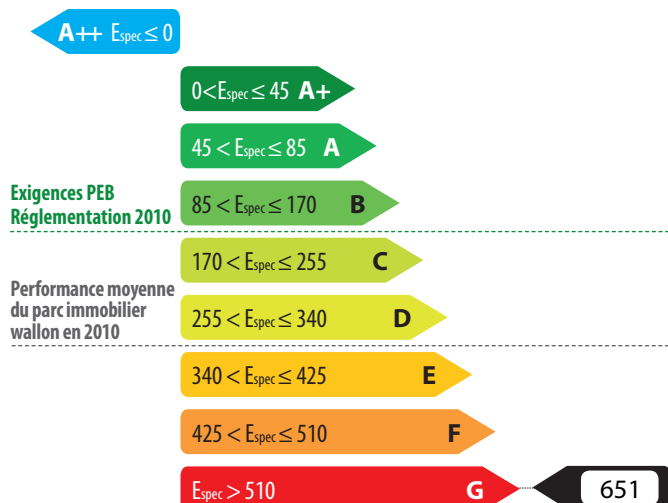 A++ Espec ≤ 0
0<Espec ≤ 45 A+
45 < Espec ≤ 85 A
Exigences PEB
Réglementation 2010
85 < Espec ≤ 170 B
170 < Espec ≤ 255 C
Performance moyenne
du parc immobilier
wallon en 2010
255 < Espec ≤ 340 D
340 < Espec ≤ 425 E
425 < Espec ≤ 510 F
Espec > 510 G 651